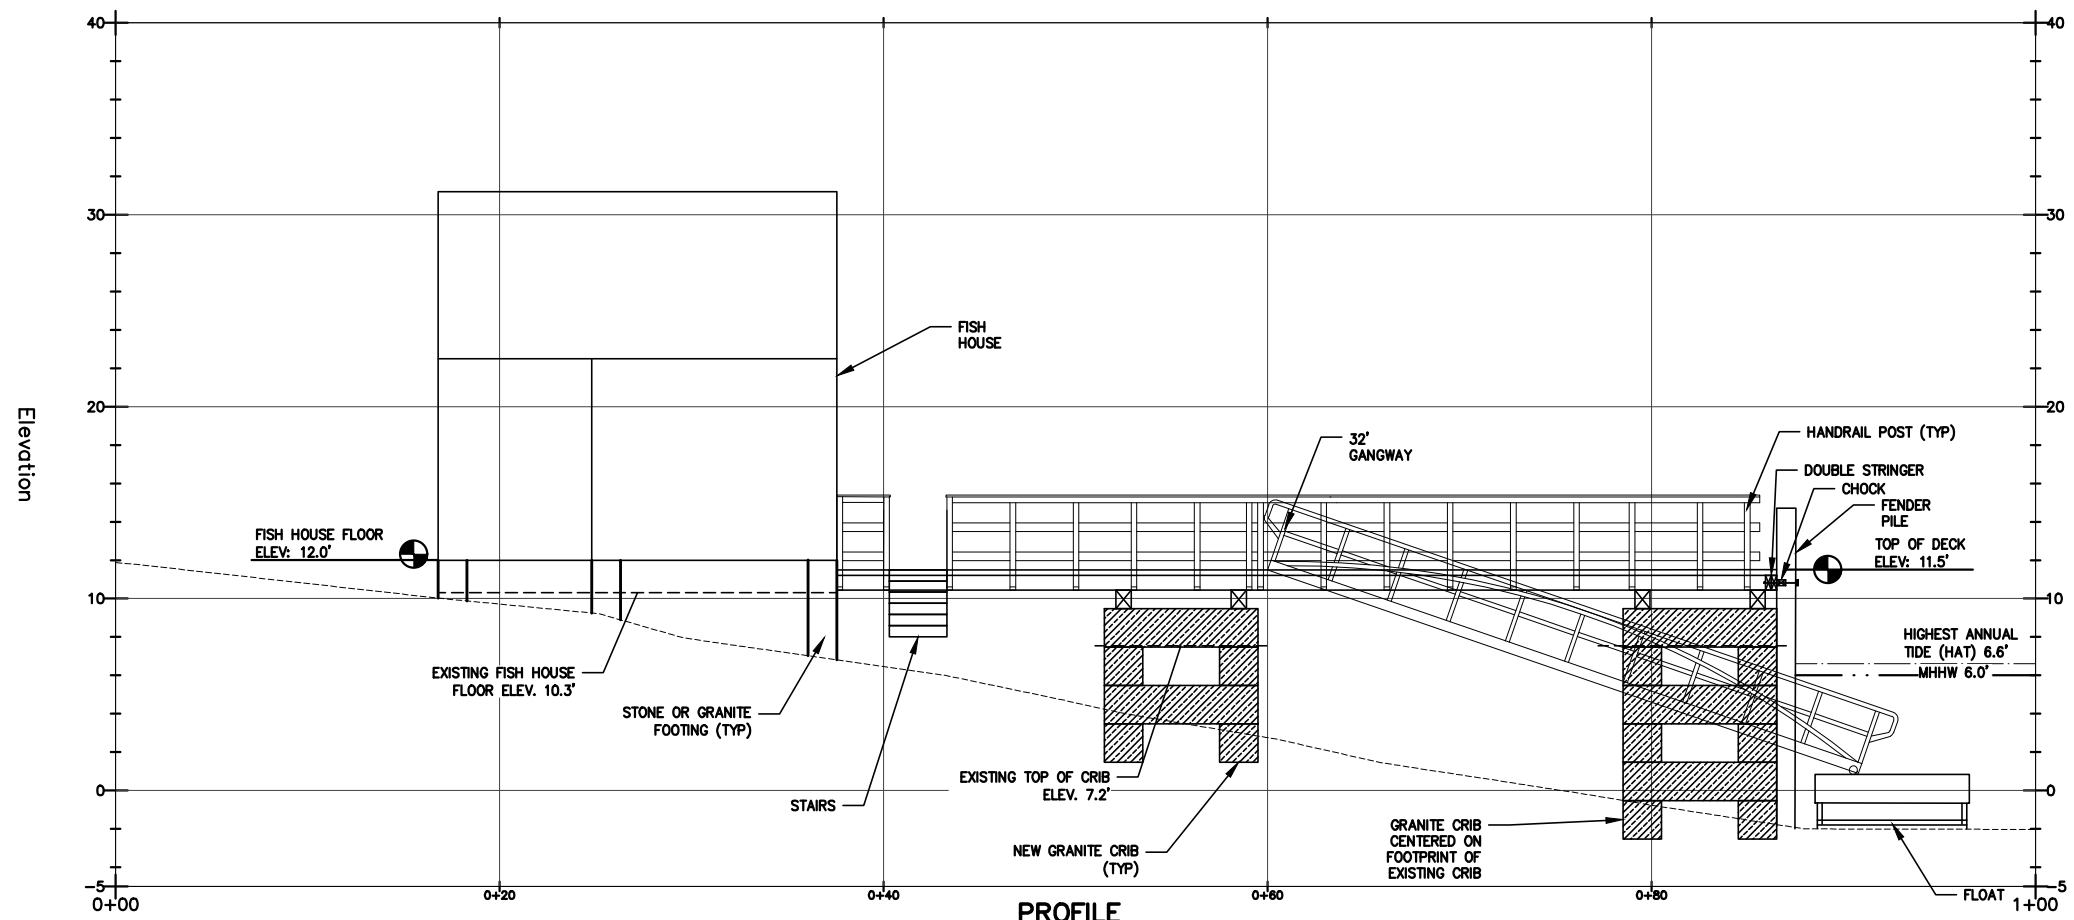 40
40
30
30
20
20
10
10
0
0
-5
-5
Elevation
FISH
HOUSE
32'
GANGWAY
HANDRAIL POST (TYP)
DOUBLE STRINGER
CHOCK
FENDER
PILE
FISH HOUSE FLOOR
ELEV: 12.0'
TOP OF DECK
ELEV: 11.5'
HIGHEST ANNUAL
TIDE (HAT) 6.6'
MHHW 6.0'
EXISTING FISH HOUSE
FLOOR ELEV. 10.3'
STONE OR GRANITE
FOOTING (TYP)
STAIRS
EXISTING TOP OF CRIB
ELEV. 7.2'
NEW GRANITE CRIB
(TYP)
GRANITE CRIB
CENTERED ON
FOOTPRINT OF
EXISTING CRIB
FLOAT
0+00
0+20
0+40
0+60
0+80
1+00
PROFILE